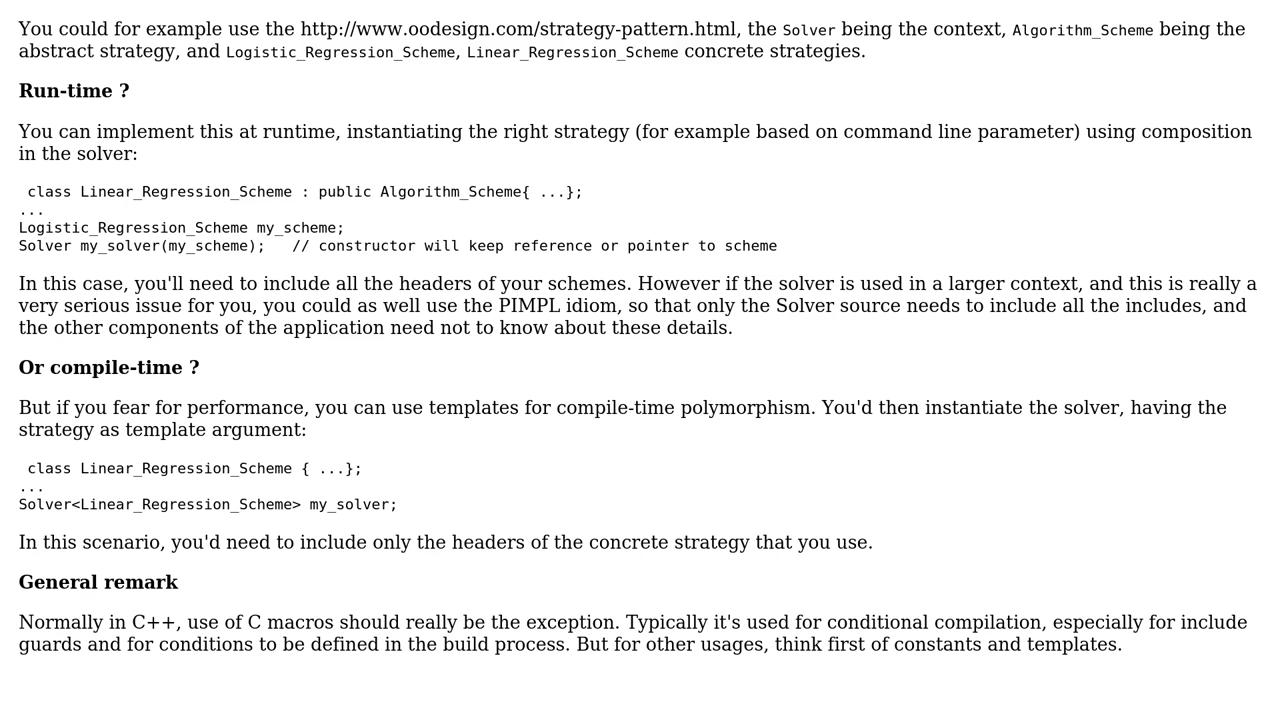 You could for example use the http://www.oodesign.com/strategy-pattern.html, the Solver being the context, Algorithm_Scheme being the
abstract strategy, and Logistic_Regression_Scheme, Linear_Regression_Scheme concrete strategies.
Run-time ?
You can implement this at runtime, instantiating the right strategy (for example based on command line parameter) using composition
in the solver:
class Linear_Regression_Scheme : public Algorithm_Scheme{ ...};
...
Logistic_Regression_Scheme my_scheme;
Solver my_solver(my_scheme);   // constructor will keep reference or pointer to scheme
In this case, you'll need to include all the headers of your schemes. However if the solver is used in a larger context, and this is really a
very serious issue for you, you could as well use the PIMPL idiom, so that only the Solver source needs to include all the includes, and
the other components of the application need not to know about these details.
Or compile-time ?
But if you fear for performance, you can use templates for compile-time polymorphism. You'd then instantiate the solver, having the
strategy as template argument:
class Linear_Regression_Scheme { ...};
...
Solver<Linear_Regression_Scheme> my_solver;
In this scenario, you'd need to include only the headers of the concrete strategy that you use.
General remark
Normally in C++, use of C macros should really be the exception. Typically it's used for conditional compilation, especially for include
guards and for conditions to be defined in the build process. But for other usages, think first of constants and templates.